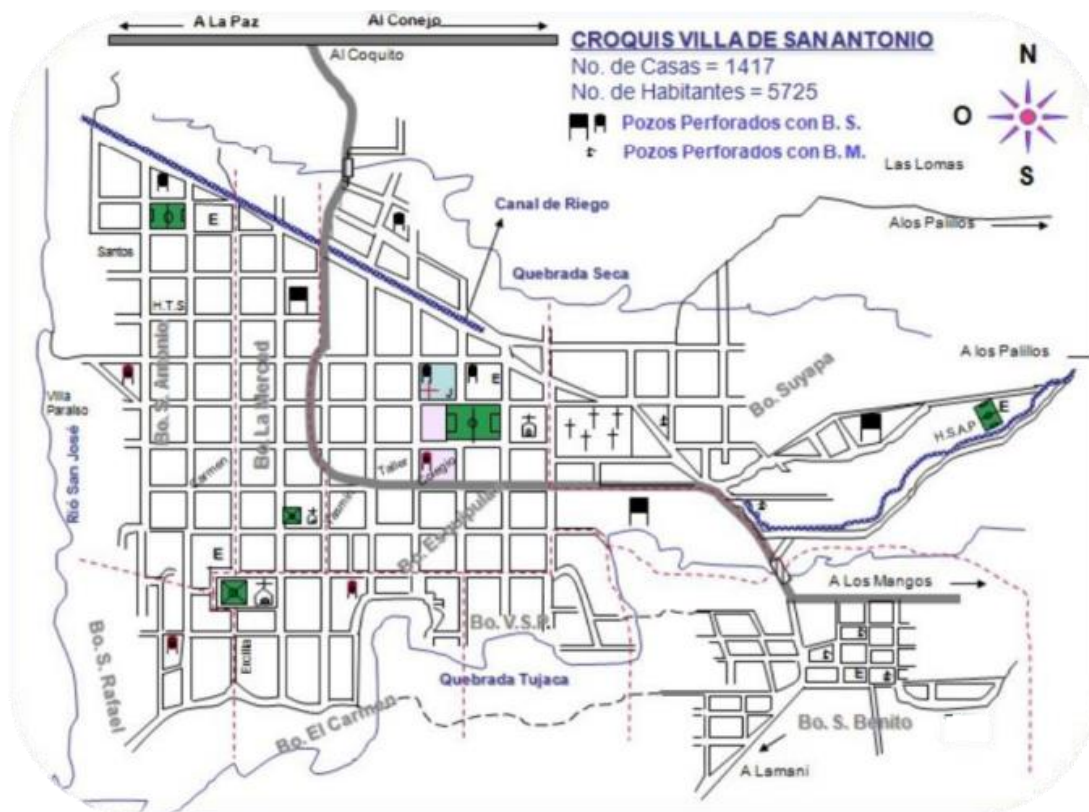 A La Paz
Al Conejo
Al Coquito
CROQUIS VILLA DE SAN ANTONIO
No. de Casas = 1417
No. de Habitantes = 5725
Pozos Perforados con B. S.
Pozos Perforados con B. M.
N
O
S
Las Lomas
Alos Palillos
Canal de Riego
Quebrada Seca
E
Santos
H.T.S
A los Palillos
Bo. Suyapa
Villa
Paraiso
Bo. S. Antonio
Bo. La Merced
J
E
E
H.S.A.P
Rió San José
Carmen
Taller
Colegio
Bo. Esquipulas
E
A Los Mangos
Bo. V.S.P.
Bo. S. Rafael
Ercilia
Quebrada Tujaca
Bo. El Carmen
E
Bo. S. Benito
A Lamaní